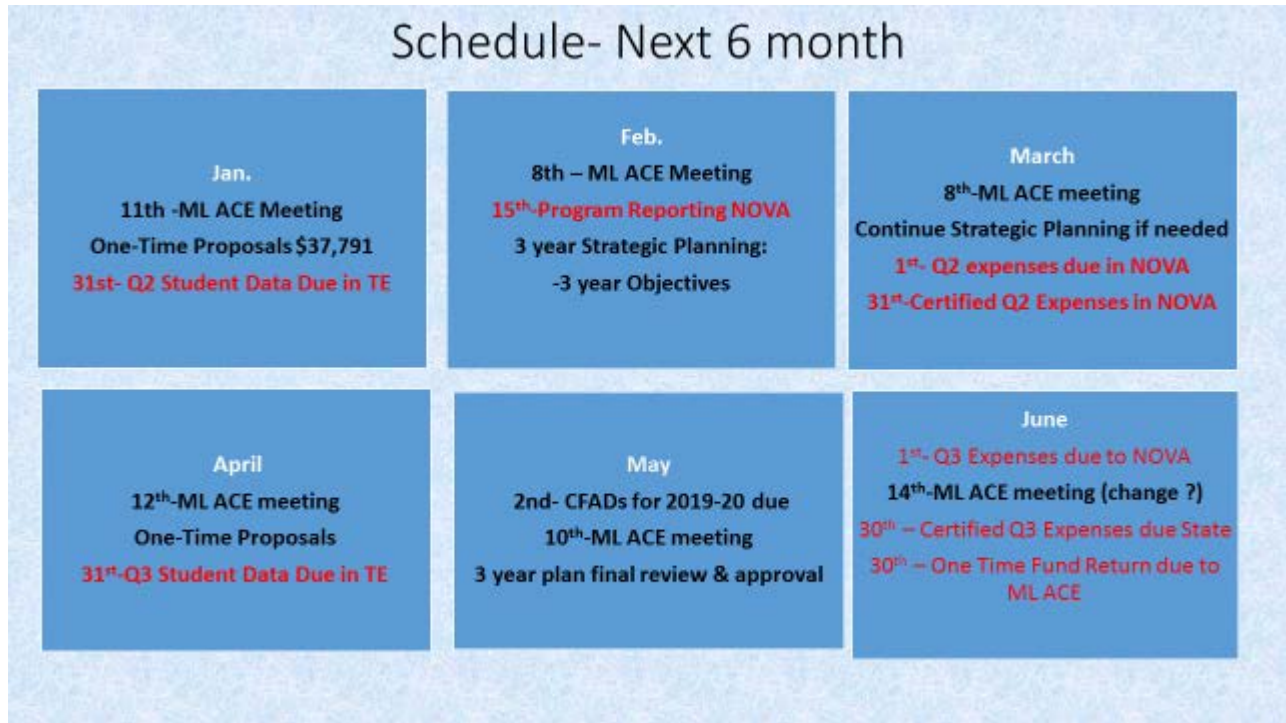 Schedule- Next 6 month
Jan.
11th -ML ACE Meeting
One-Time Proposals $37,791
31st- Q2 Student Data Due in TE
Feb.
8th – ML ACE Meeting
15th-Program Reporting NOVA
3 year Strategic Planning:
-3 year Objectives
March
8th-ML ACE meeting
Continue Strategic Planning if needed
1st- Q2 expenses due in NOVA
31st-Certified Q2 Expenses in NOVA
April
12th-ML ACE meeting
One-Time Proposals
31st-Q3 Student Data Due in TE
May
2nd- CFADs for 2019-20 due
10th-ML ACE meeting
3 year plan final review & approval
June
1st- Q3 Expenses due to NOVA
14th-ML ACE meeting (change ?)
30th – Certified Q3 Expenses due State
30th – One Time Fund Return due to
ML ACE